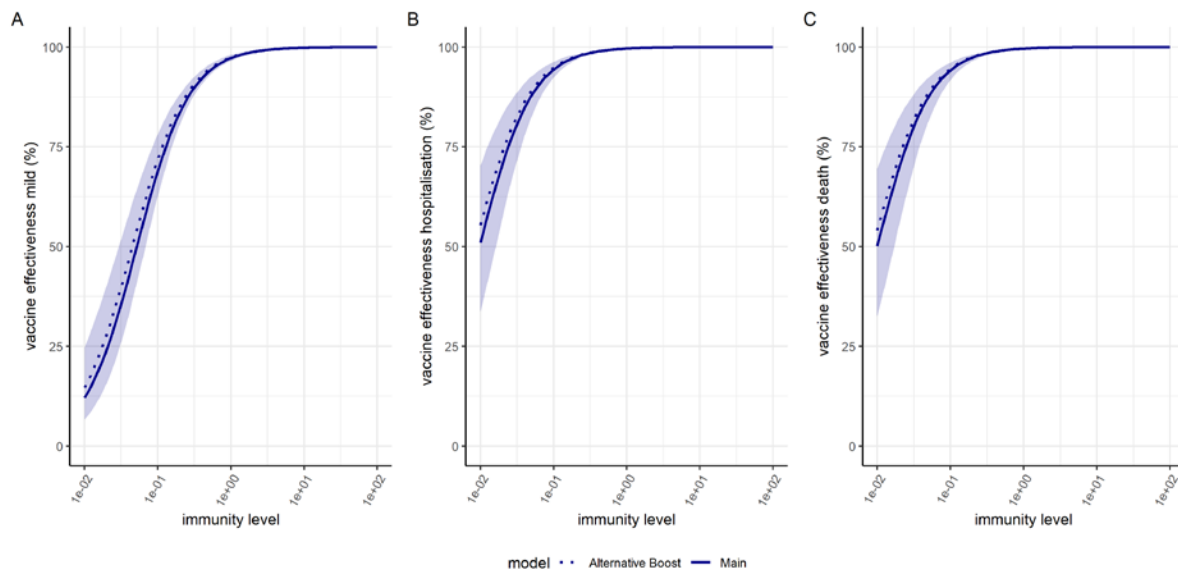 A
B
C
vaccine effectiveness mild (%)
100
75
50
25
0
1e-02
1e-01
1e+00
1e+01
1e+02
immunity level
vaccine effectiveness hospitalisation (%)
100
75
50
25
0
1e-02
1e-01
1e+00
1e+01
1e+02
immunity level
vaccine effectiveness death (%)
100
75
50
25
0
1e-02
1e-01
1e+00
1e+01
1e+02
immunity level
model Alternative Boost Main